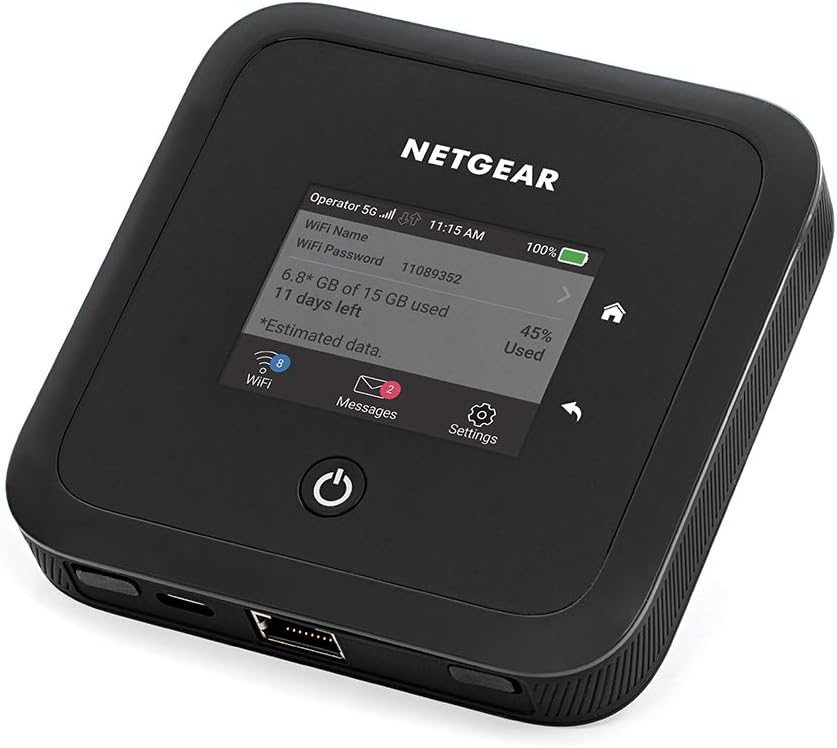 NETGEAR
Operator 5G 11:15 AM 100%
WiFi Name
WiFi Password 11089352
6.8* GB of 15 GB used
11 days left
45%
Used
*Estimated data.
8
WiFi
2
Messages
Settings